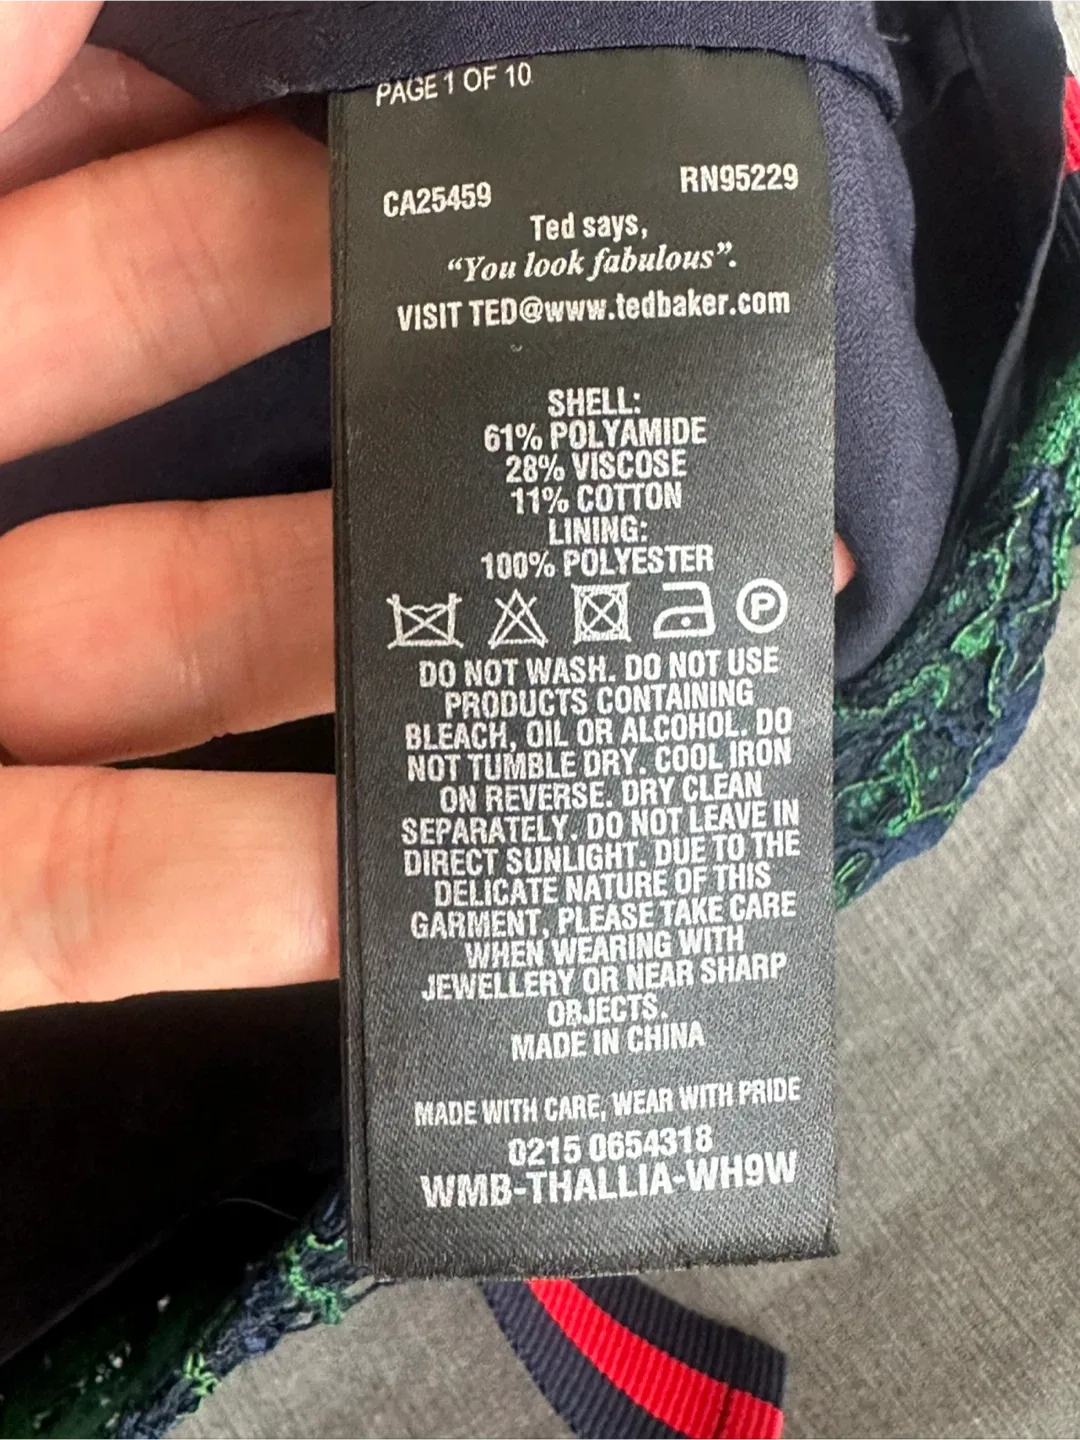 PAGE 1 OF 10
CA25459 RN95229
Ted says,
“You look fabulous”.
VISIT TED@www.tedbaker.com
SHELL:
61% POLYAMIDE
28% VISCOSE
11% COTTON
LINING:
100% POLYESTER
P
DO NOT WASH. DO NOT USE
PRODUCTS CONTAINING
BLEACH, OIL OR ALCOHOL. DO
NOT TUMBLE DRY. COOL IRON
ON REVERSE. DRY CLEAN
SEPARATELY. DO NOT LEAVE IN
DIRECT SUNLIGHT. DUE TO THE
DELICATE NATURE OF THIS
GARMENT, PLEASE TAKE CARE
WHEN WEARING WITH
JEWELLERY OR NEAR SHARP
OBJECTS.
MADE IN CHINA
MADE WITH CARE, WEAR WITH PRIDE
0215 0654318
WMB-THALLIA-WH9W